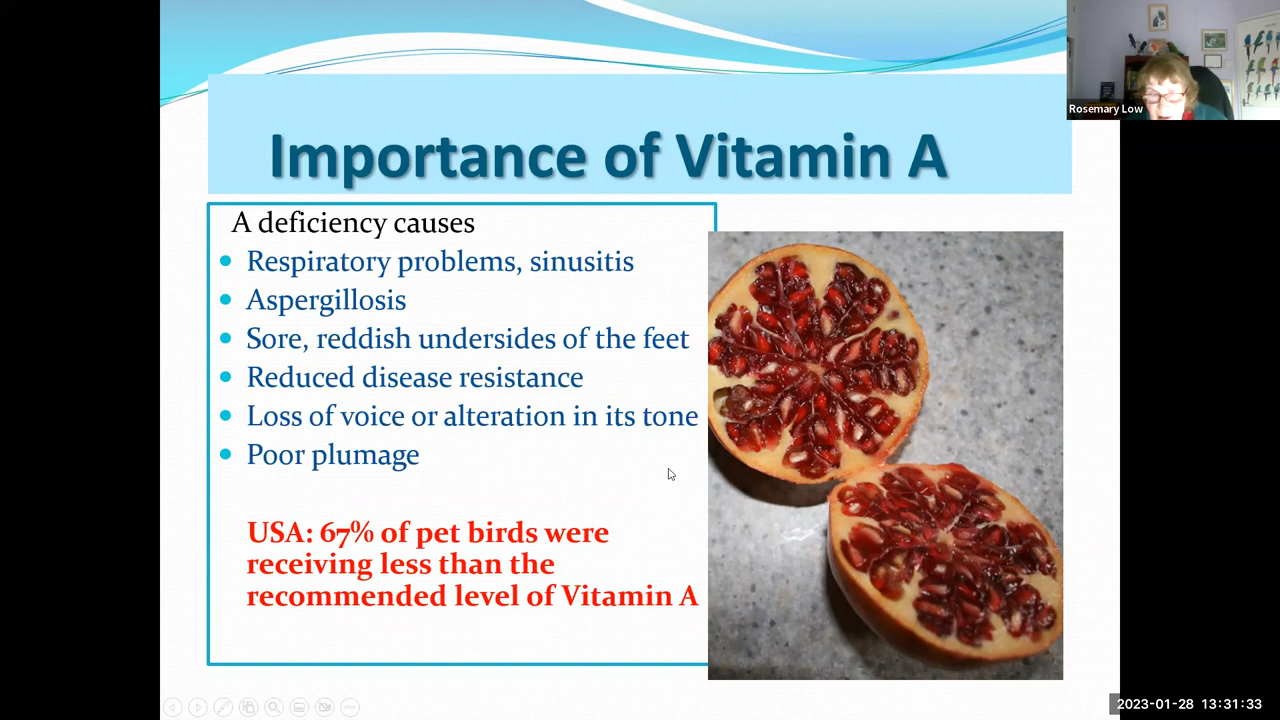 Importance of Vitamin A
A deficiency causes
Respiratory problems, sinusitis
Aspergillosis
Sore, reddish undersides of the feet
Reduced disease resistance
Loss of voice or alteration in its tone
Poor plumage
USA: 67% of pet birds were
receiving less than the
recommended level of Vitamin A
Rosemary Low
2023-01-28 13:31:33